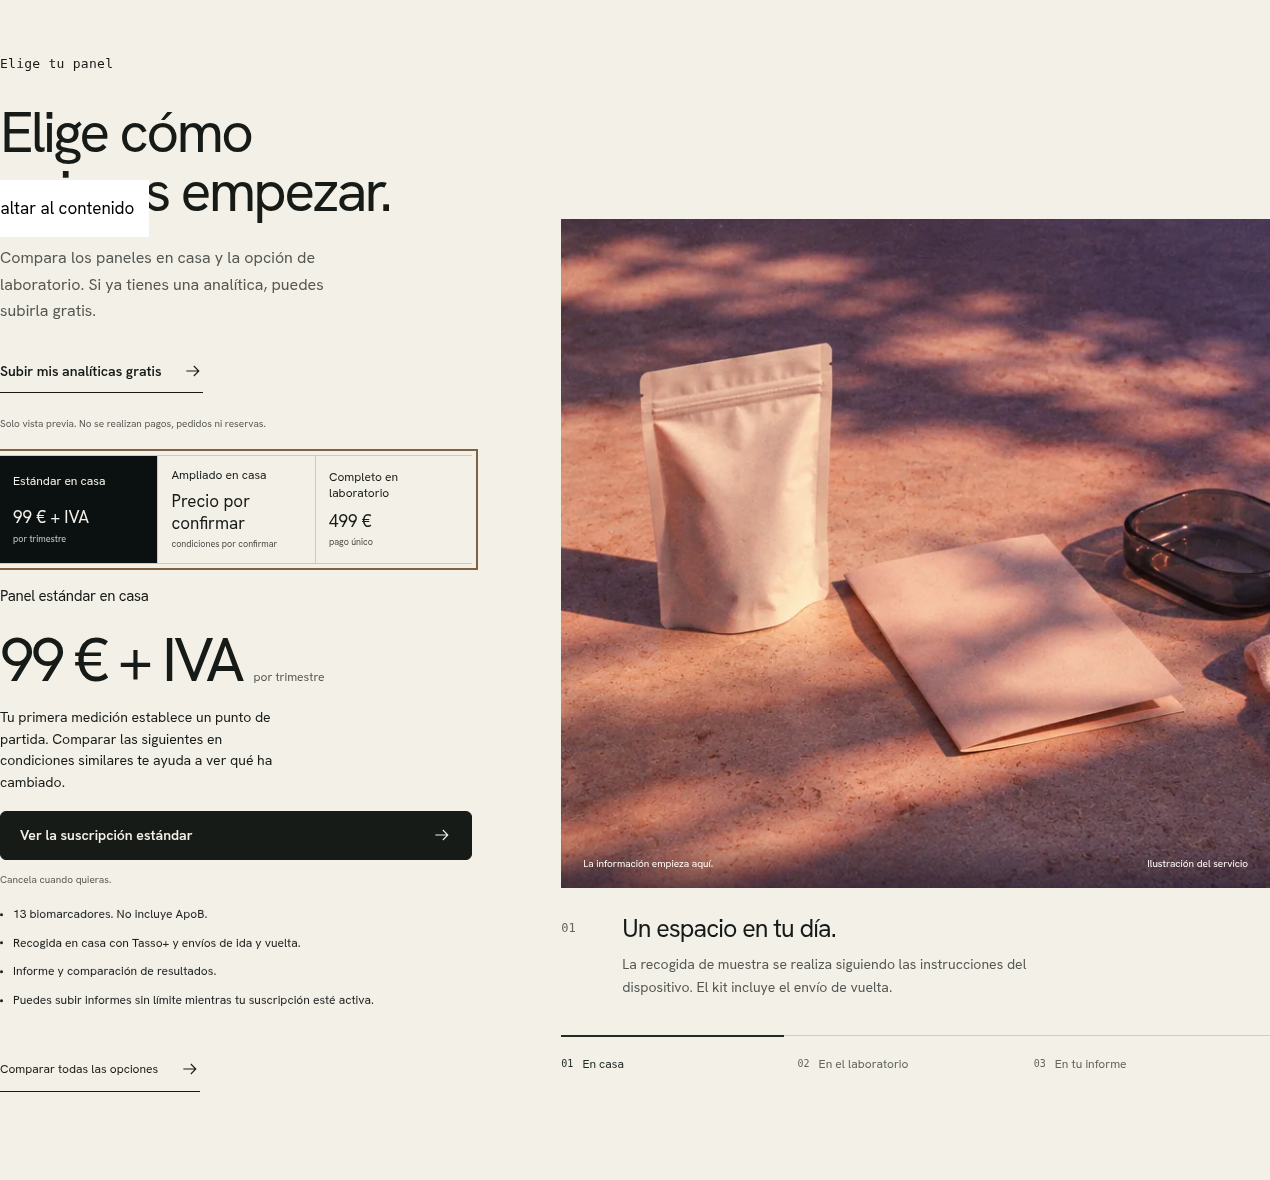 Elige tu panel
Elige cómo
s empezar.
altar al contenido
Compara los paneles en casa y la opción de
laboratorio. Si ya tienes una analítica, puedes
subirla gratis.
Subir mis analíticas gratis
Solo vista previa. No se realizan pagos, pedidos ni reservas.
Estándar en casa
99 € + IVA
por trimestre
Ampliado en casa
Precio por
confirmar
condiciones por confirmar
Completo en
laboratorio
499 €
pago único
Panel estándar en casa
99 € + IVA por trimestre
Tu primera medición establece un punto de
partida. Comparar las siguientes en
condiciones similares te ayuda a ver qué ha
cambiado.
Ver la suscripción estándar
Cancela cuando quieras.
13 biomarcadores. No incluye ApoB.
Recogida en casa con Tasso+ y envíos de ida y vuelta.
Informe y comparación de resultados.
Puedes subir informes sin límite mientras tu suscripción esté activa.
Comparar todas las opciones
La información empieza aquí.
Ilustración del servicio
01 Un espacio en tu día.
La recogida de muestra se realiza siguiendo las instrucciones del
dispositivo. El kit incluye el envío de vuelta.
01 En casa
02 En el laboratorio
03 En tu informe